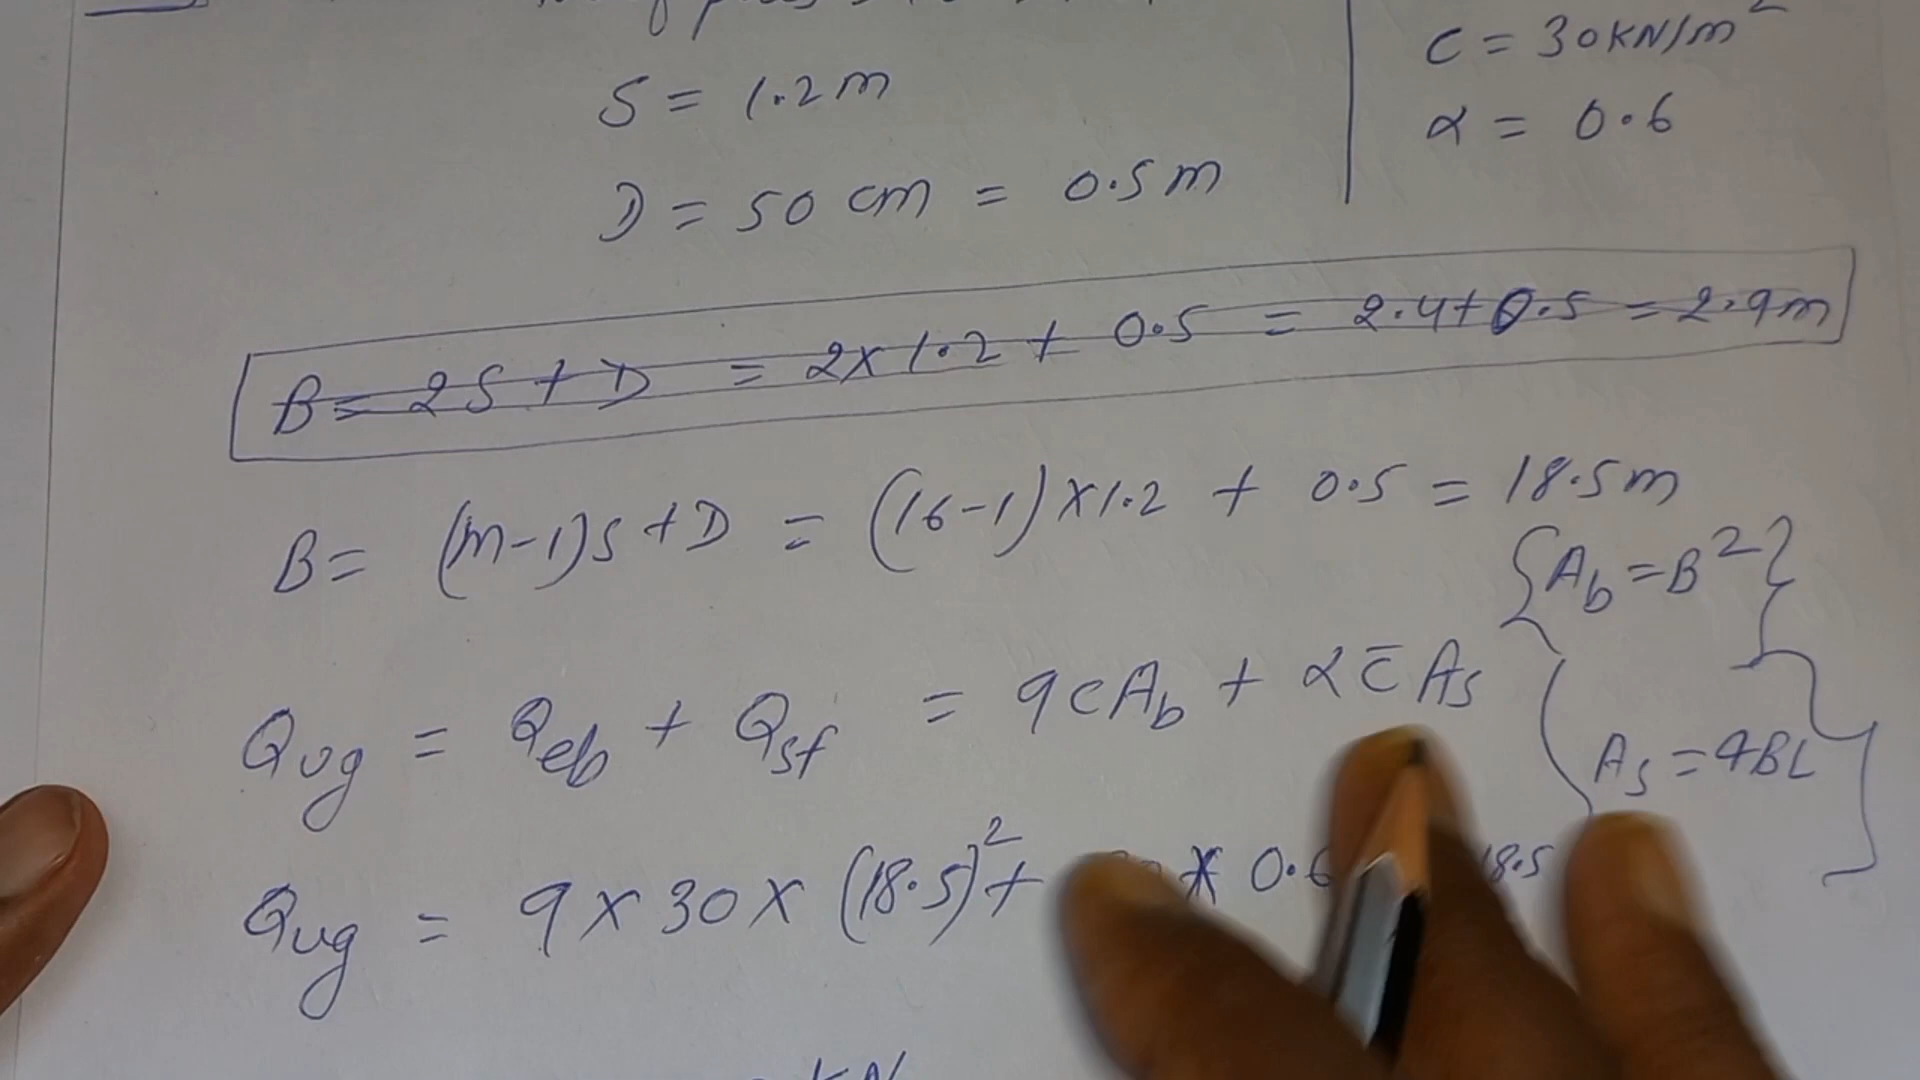 C = 30KN/m²
S = 1.2m
α = 0.6
D = 50 cm = 0.5m
B = 2S + D = 2x1.2 + 0.5 = 2.4+0.5 = 2.9m
B = (m-1)S + D = (16-1)x1.2 + 0.5 = 18.5m
{Ab = B²}
Qug = Qeb + Qsf = 9CAb + α c̄ As
As = 4BL
Qug = 9 x 30 x (18.5)² + x 0.6 18.5
KN